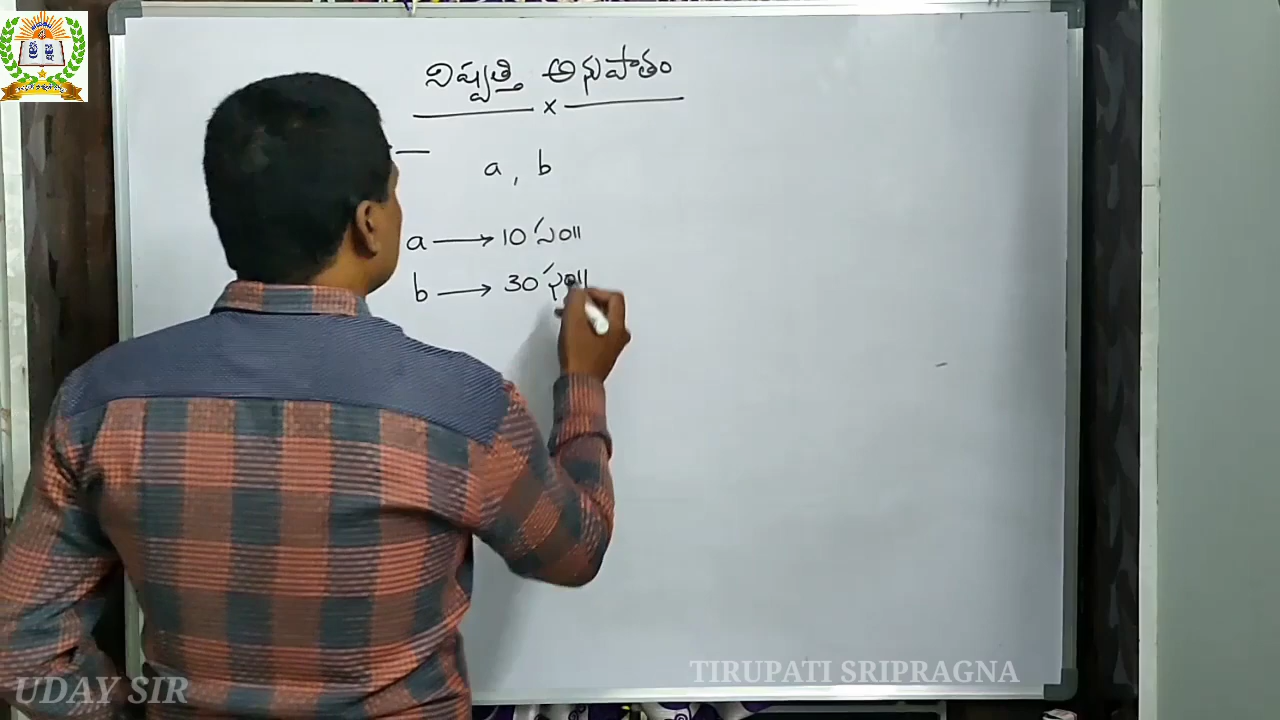 నిష్పత్తి అనుపాతం
x
a, b
a → 10 సం॥
b → 30 సం॥
UDAY SIR
TIRUPATI SRIPRAGNA